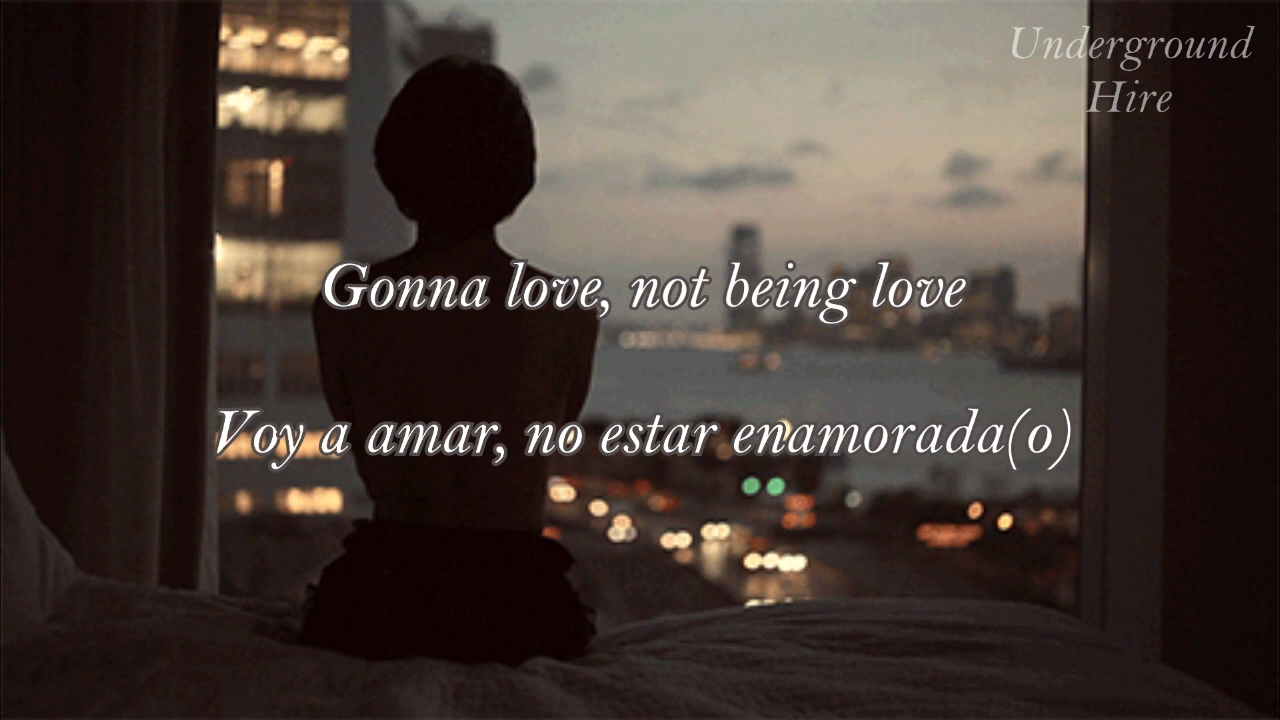 Underground
Hire
Gonna love, not being love
Voy a amar, no estar enamorada(o)